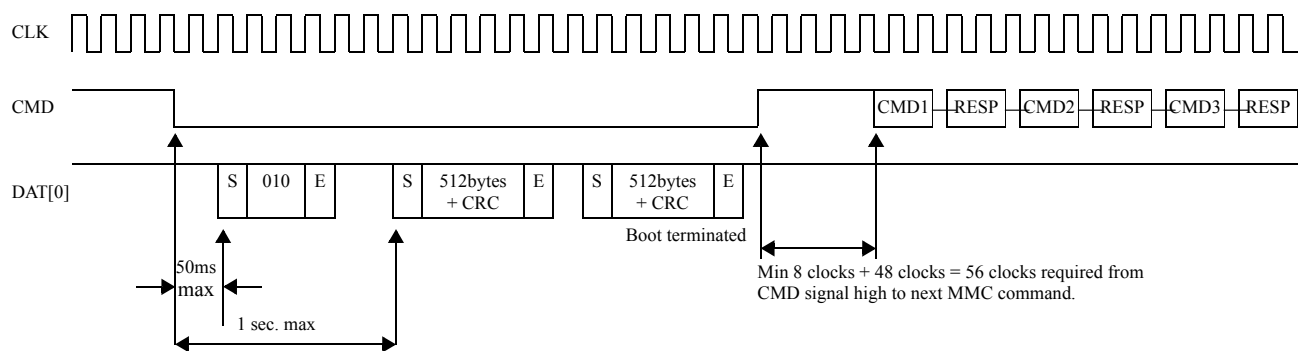 CLK
CMD
CMD1 RESP CMD2 RESP CMD3 RESP
DAT[0]
S 010 E S 512bytes + CRC E S 512bytes + CRC E
Boot terminated
50ms
max
1 sec. max
Min 8 clocks + 48 clocks = 56 clocks required from
CMD signal high to next MMC command.